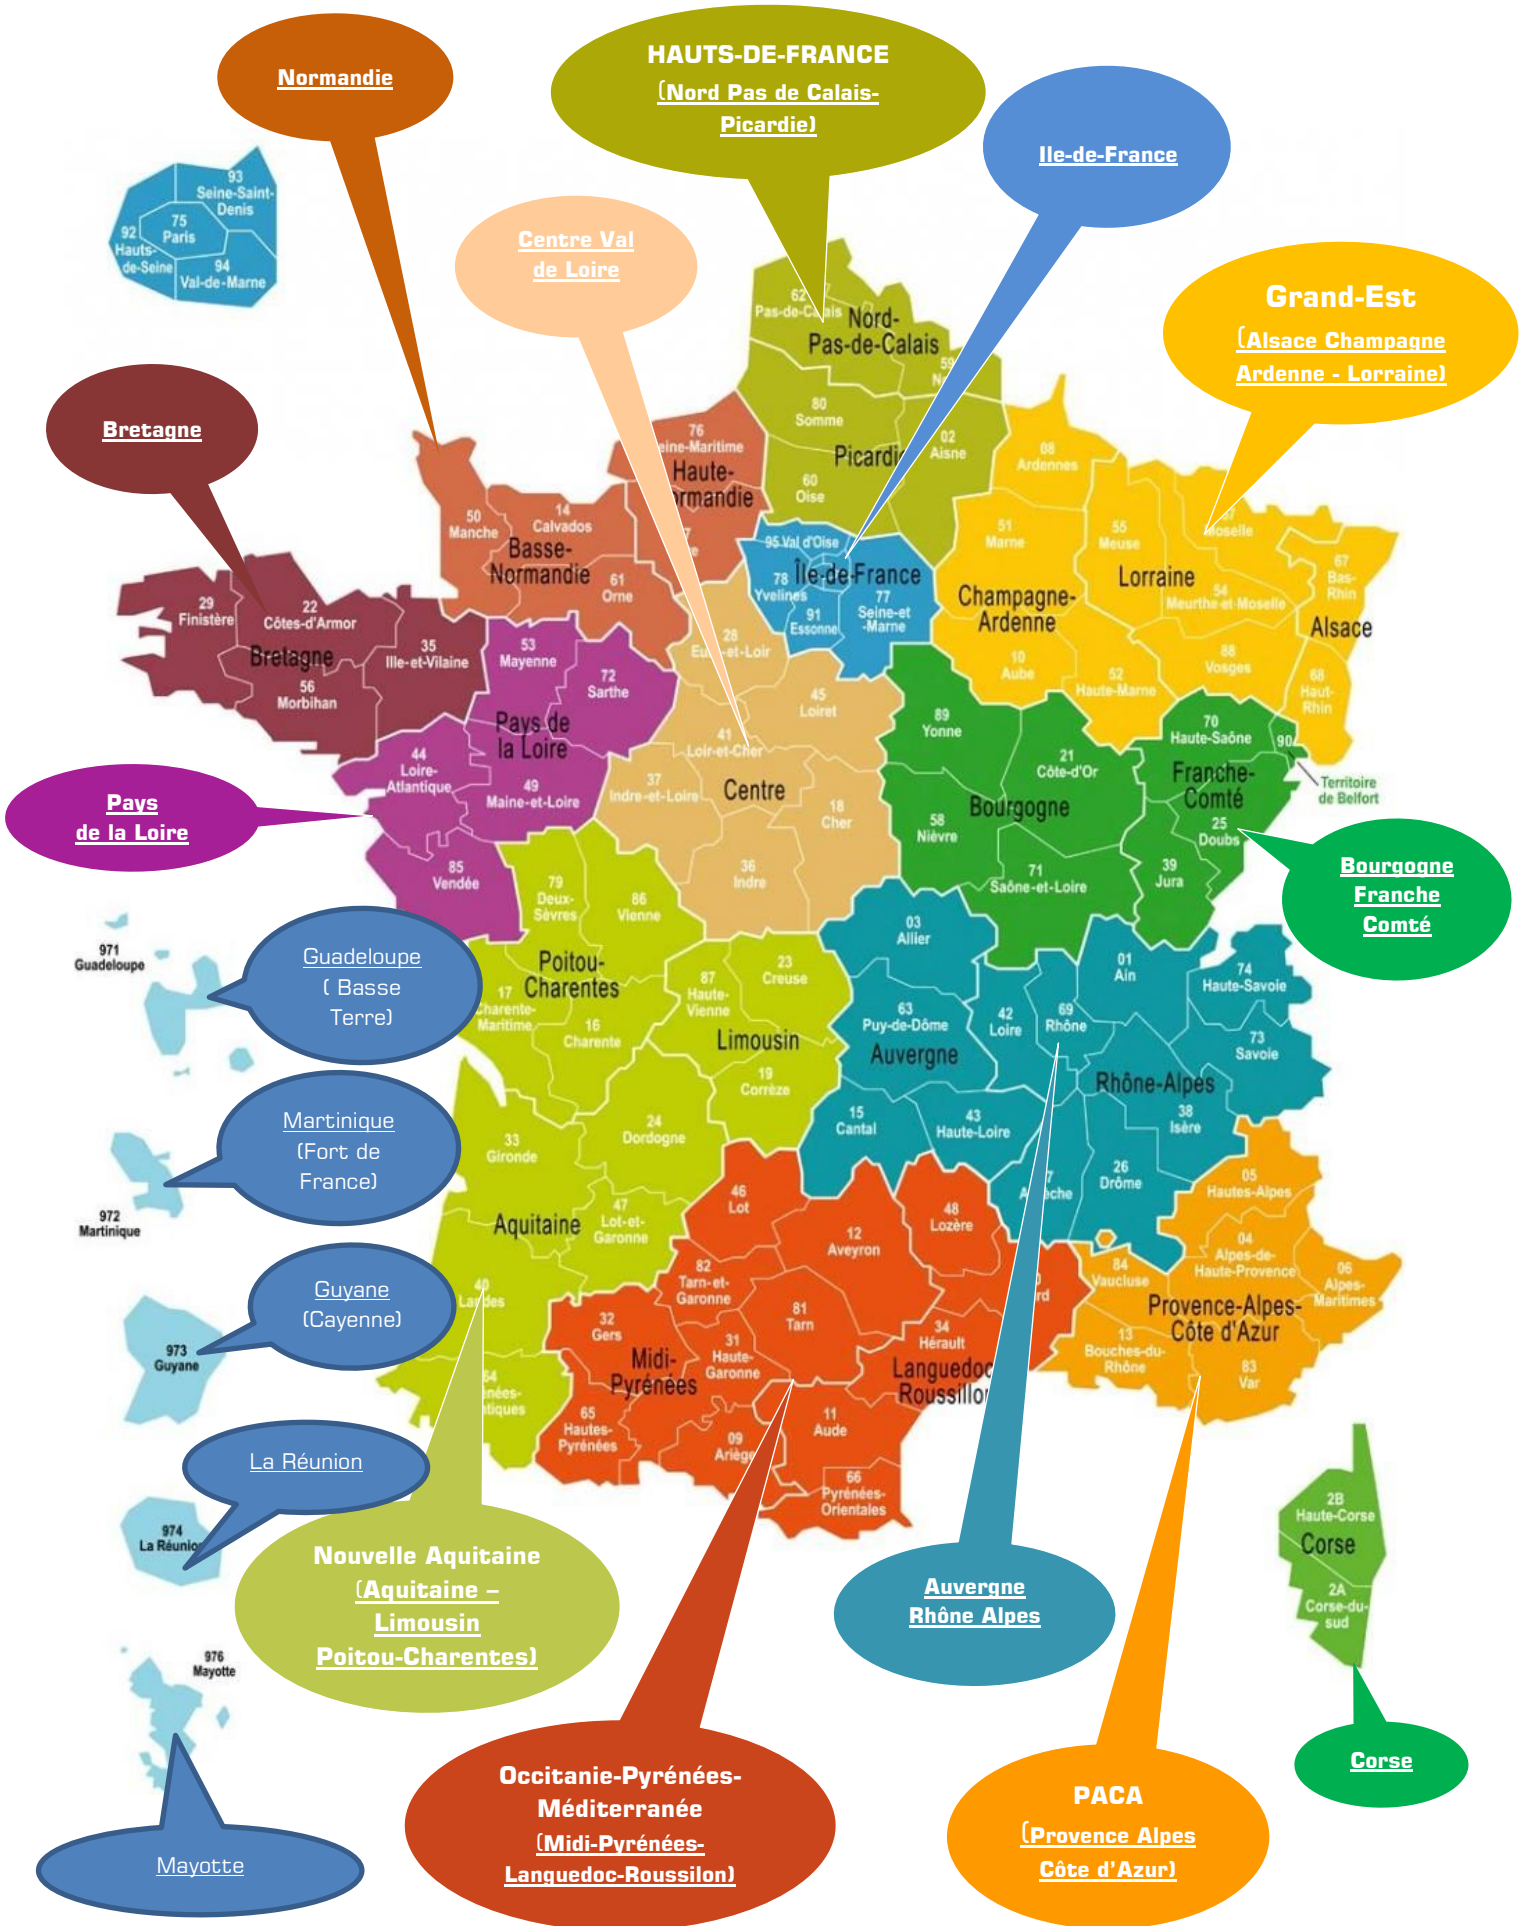 Normandie
HAUTS-DE-FRANCE
(Nord Pas de Calais-
Picardie)
Ile-de-France
Centre Val
de Loire
Grand-Est
(Alsace Champagne
Ardenne - Lorraine)
Bretagne
Pays
de la Loire
Bourgogne
Franche
Comté
Guadeloupe
( Basse
Terre)
Martinique
(Fort de
France)
Guyane
(Cayenne)
La Réunion
Nouvelle Aquitaine
(Aquitaine –
Limousin
Poitou-Charentes)
Auvergne
Rhône Alpes
Occitanie-Pyrénées-
Méditerranée
(Midi-Pyrénées-
Languedoc-Roussilon)
PACA
(Provence Alpes
Côte d'Azur)
Corse
Mayotte
93
Seine-Saint-
Denis
75
Paris
92
Hauts-
de-Seine
94
Val-de-Marne
62
Nord-
Pas-de-Calais
59
80
Somme
02
Aisne
60
Oise
76
Haute-
50
Manche
14
Calvados
Basse-
Normandie
61
Orne
95 Val d'Oise
Île-de-France
78
Yvelines
91
Essonne
77
Seine-et
-Marne
08
Ardennes
51
Marne
55
Meuse
Lorraine
54
Meurthe et Moselle
67
Bas-
Rhin
Alsace
Champagne-
Ardenne
10
Aube
52
Haute-Marne
88
Vosges
68
Haut-
Rhin
29
Finistère
22
Côtes-d'Armor
35
Ille-et-Vilaine
Bretagne
56
Morbihan
53
Mayenne
72
Sarthe
Pays de
la Loire
44
Loire-
Atlantique
49
Maine-et-Loire
85
Vendée
28
45
Loiret
41
Loir-et-Cher
37
Indre-et-Loire
Centre
18
Cher
36
Indre
89
Yonne
21
Côte-d'Or
Bourgogne
58
Nièvre
71
Saône-et-Loire
70
Haute-Saône
90
Territoire
de Belfort
Franche-
Comté
25
Doubs
39
Jura
79
Deux-
Sèvres
86
Vienne
Poitou-
Charentes
17
Charente-
Maritime
16
Charente
87
Haute-
Vienne
23
Creuse
Limousin
19
Corrèze
03
Allier
63
Puy-de-Dôme
Auvergne
15
Cantal
43
Haute-Loire
42
Loire
69
Rhône
01
Ain
74
Haute-Savoie
73
Savoie
Rhône-Alpes
38
Isère
26
Drôme
33
Gironde
24
Dordogne
47
Lot-et-
Garonne
Aquitaine
40
46
Lot
12
Aveyron
48
Lozère
82
Tarn-et-
Garonne
81
Tarn
32
Gers
31
Haute-
Garonne
Midi-
Pyrénées
65
Hautes-
Pyrénées
09
34
Hérault
11
Aude
66
Pyrénées-
Orientales
05
Hautes-Alpes
04
Alpes-de-
Haute-Provence
06
Alpes-
Maritimes
84
Vaucluse
Provence-Alpes-
Côte d'Azur
13
Bouches-du-
Rhône
83
Var
2B
Haute-Corse
Corse
2A
Corse-du-
sud
971
Guadeloupe
972
Martinique
973
Guyane
974
976
Mayotte